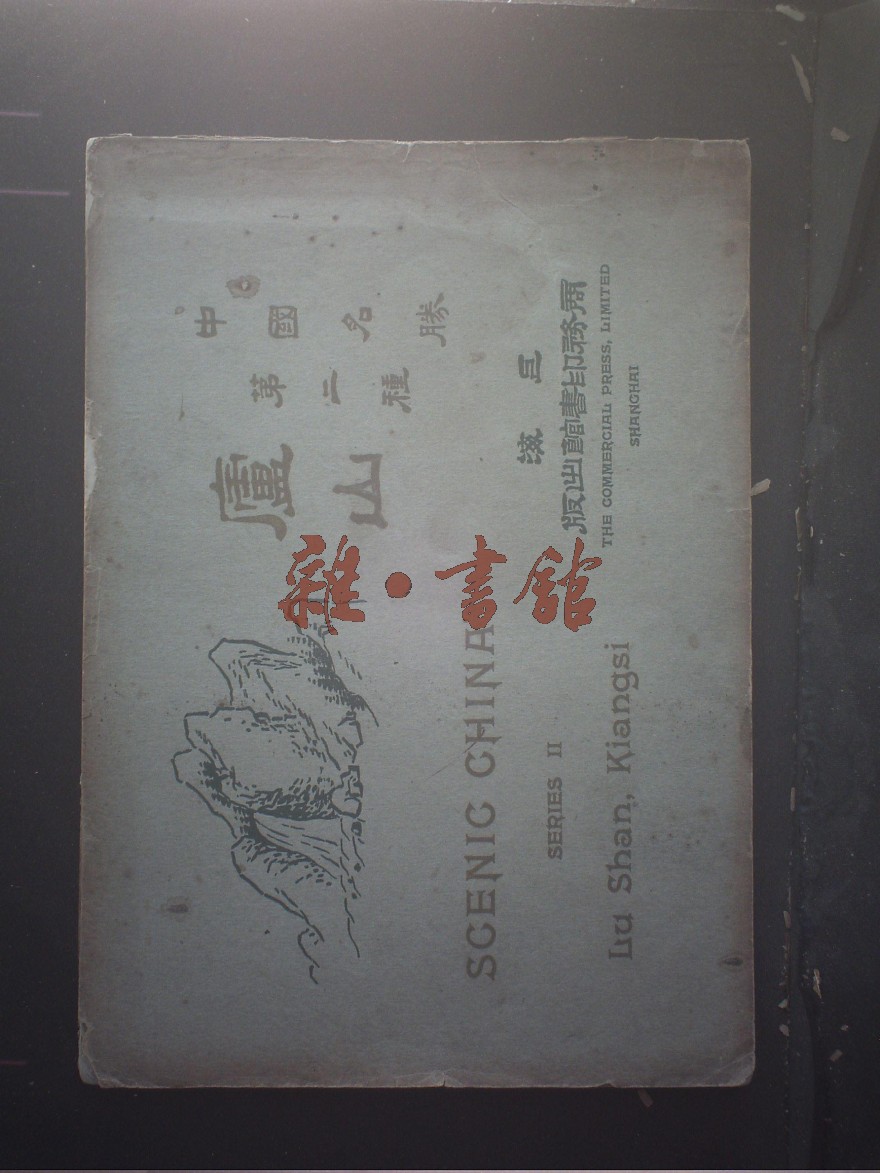 中國名勝
第二種
廬山
商務印書館出版
THE COMMERCIAL PRESS, LIMITED
SHANGHAI
SCENIC CHINA
SERIES II
Lu Shan, Kiangsi
雜·書館